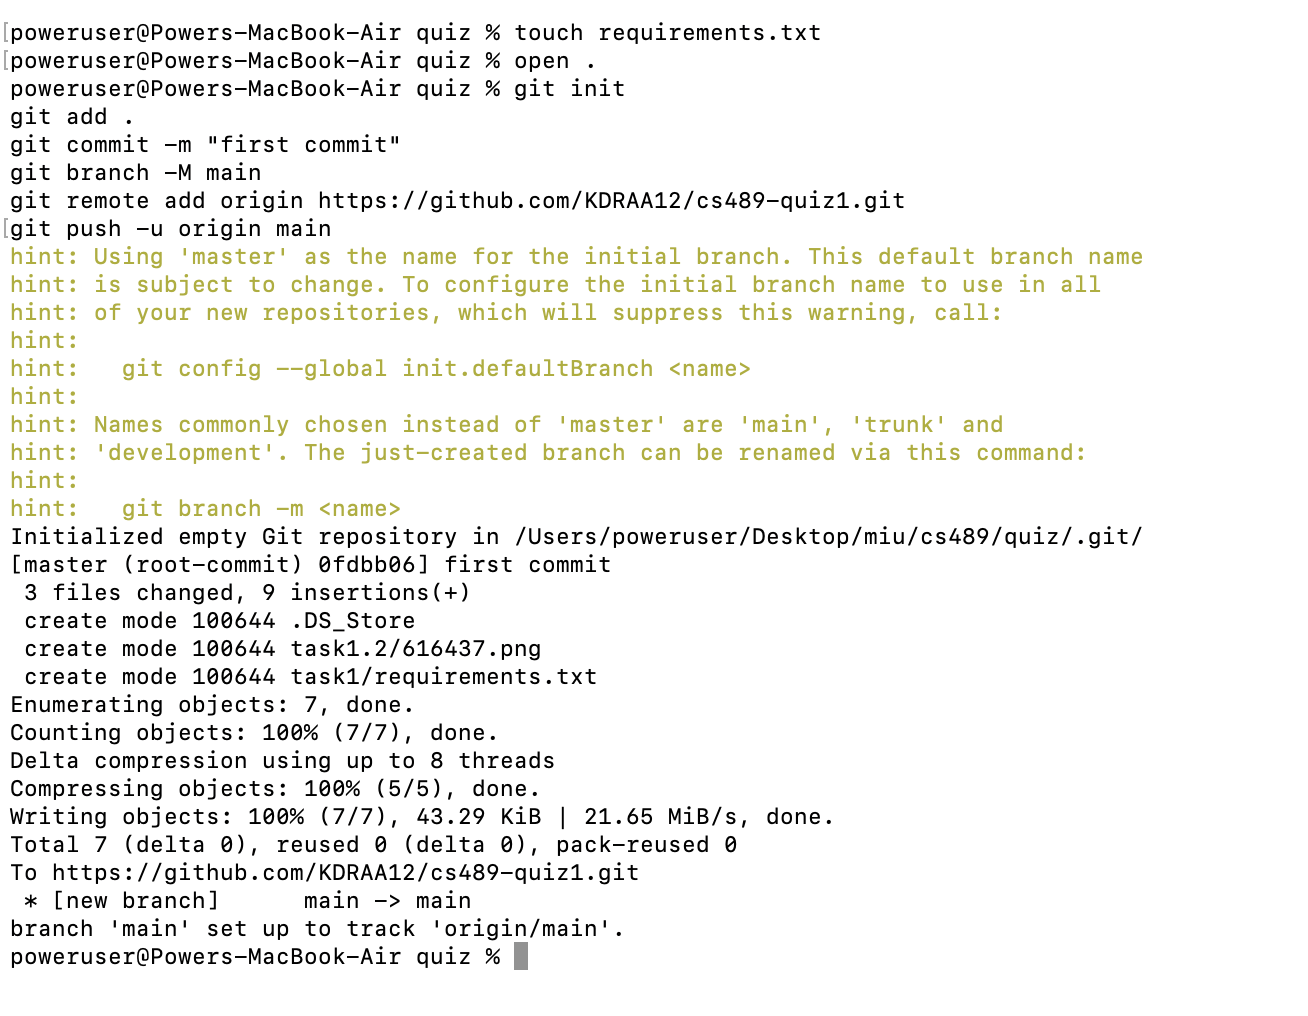 poweruser@Powers-MacBook-Air quiz % touch requirements.txt
poweruser@Powers-MacBook-Air quiz % open .
poweruser@Powers-MacBook-Air quiz % git init
git add .
git commit -m "first commit"
git branch -M main
git remote add origin https://github.com/KDRAA12/cs489-quiz1.git
git push -u origin main
hint: Using 'master' as the name for the initial branch. This default branch name
hint: is subject to change. To configure the initial branch name to use in all
hint: of your new repositories, which will suppress this warning, call:
hint:
hint:   git config --global init.defaultBranch <name>
hint:
hint: Names commonly chosen instead of 'master' are 'main', 'trunk' and
hint: 'development'. The just-created branch can be renamed via this command:
hint:
hint:   git branch -m <name>
Initialized empty Git repository in /Users/poweruser/Desktop/miu/cs489/quiz/.git/
[master (root-commit) 0fdbb06] first commit
 3 files changed, 9 insertions(+)
 create mode 100644 .DS_Store
 create mode 100644 task1.2/616437.png
 create mode 100644 task1/requirements.txt
Enumerating objects: 7, done.
Counting objects: 100% (7/7), done.
Delta compression using up to 8 threads
Compressing objects: 100% (5/5), done.
Writing objects: 100% (7/7), 43.29 KiB | 21.65 MiB/s, done.
Total 7 (delta 0), reused 0 (delta 0), pack-reused 0
To https://github.com/KDRAA12/cs489-quiz1.git
 * [new branch]      main -> main
branch 'main' set up to track 'origin/main'.
poweruser@Powers-MacBook-Air quiz %